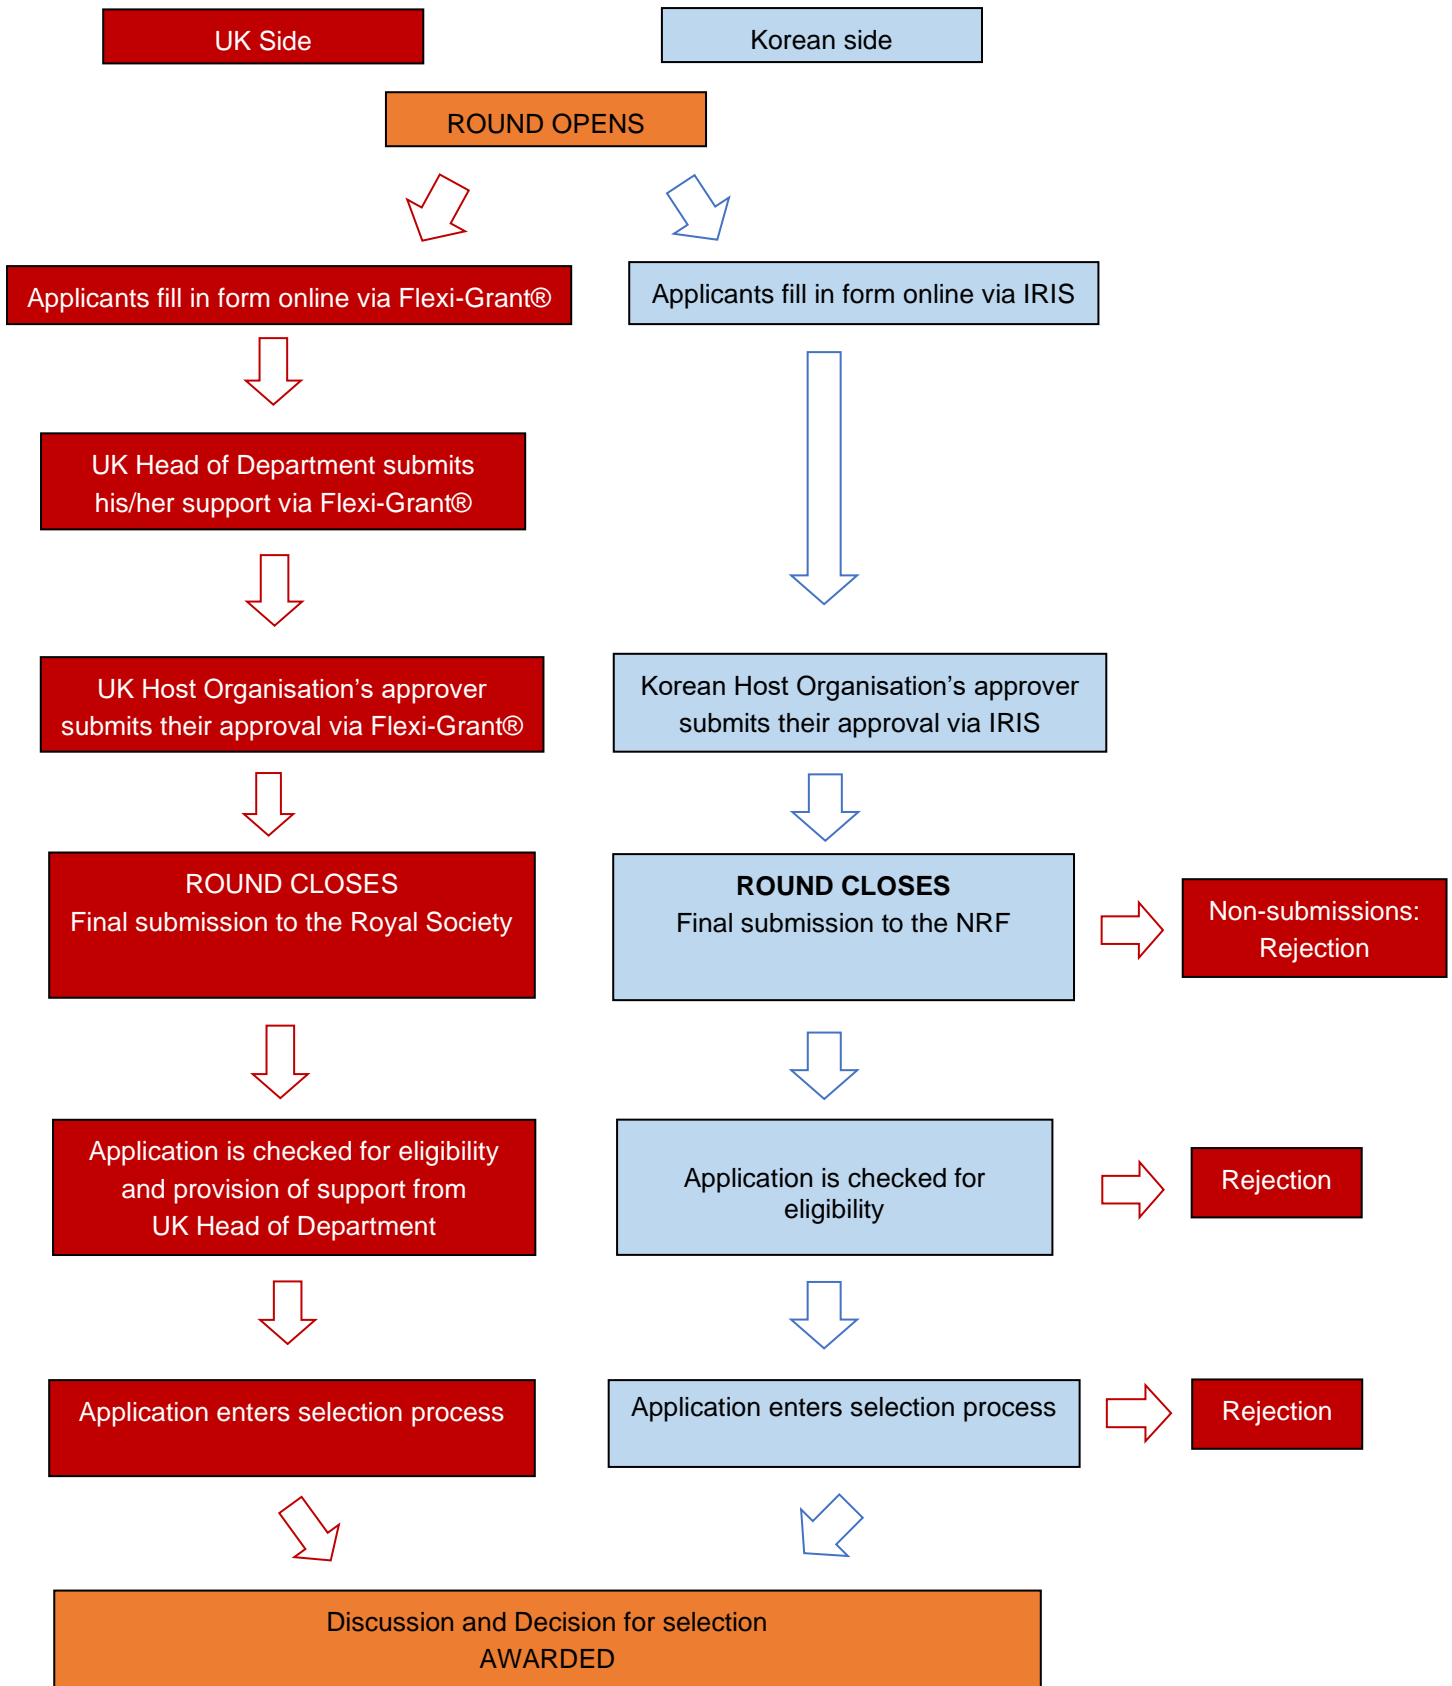 UK Side
Korean side
ROUND OPENS
Applicants fill in form online via Flexi-Grant®
Applicants fill in form online via IRIS
UK Head of Department submits
his/her support via Flexi-Grant®
UK Host Organisation’s approver
submits their approval via Flexi-Grant®
Korean Host Organisation’s approver
submits their approval via IRIS
ROUND CLOSES
Final submission to the Royal Society
ROUND CLOSES
Final submission to the NRF
Non-submissions:
Rejection
Application is checked for eligibility
and provision of support from
UK Head of Department
Application is checked for
eligibility
Rejection
Application enters selection process
Application enters selection process
Rejection
Discussion and Decision for selection
AWARDED